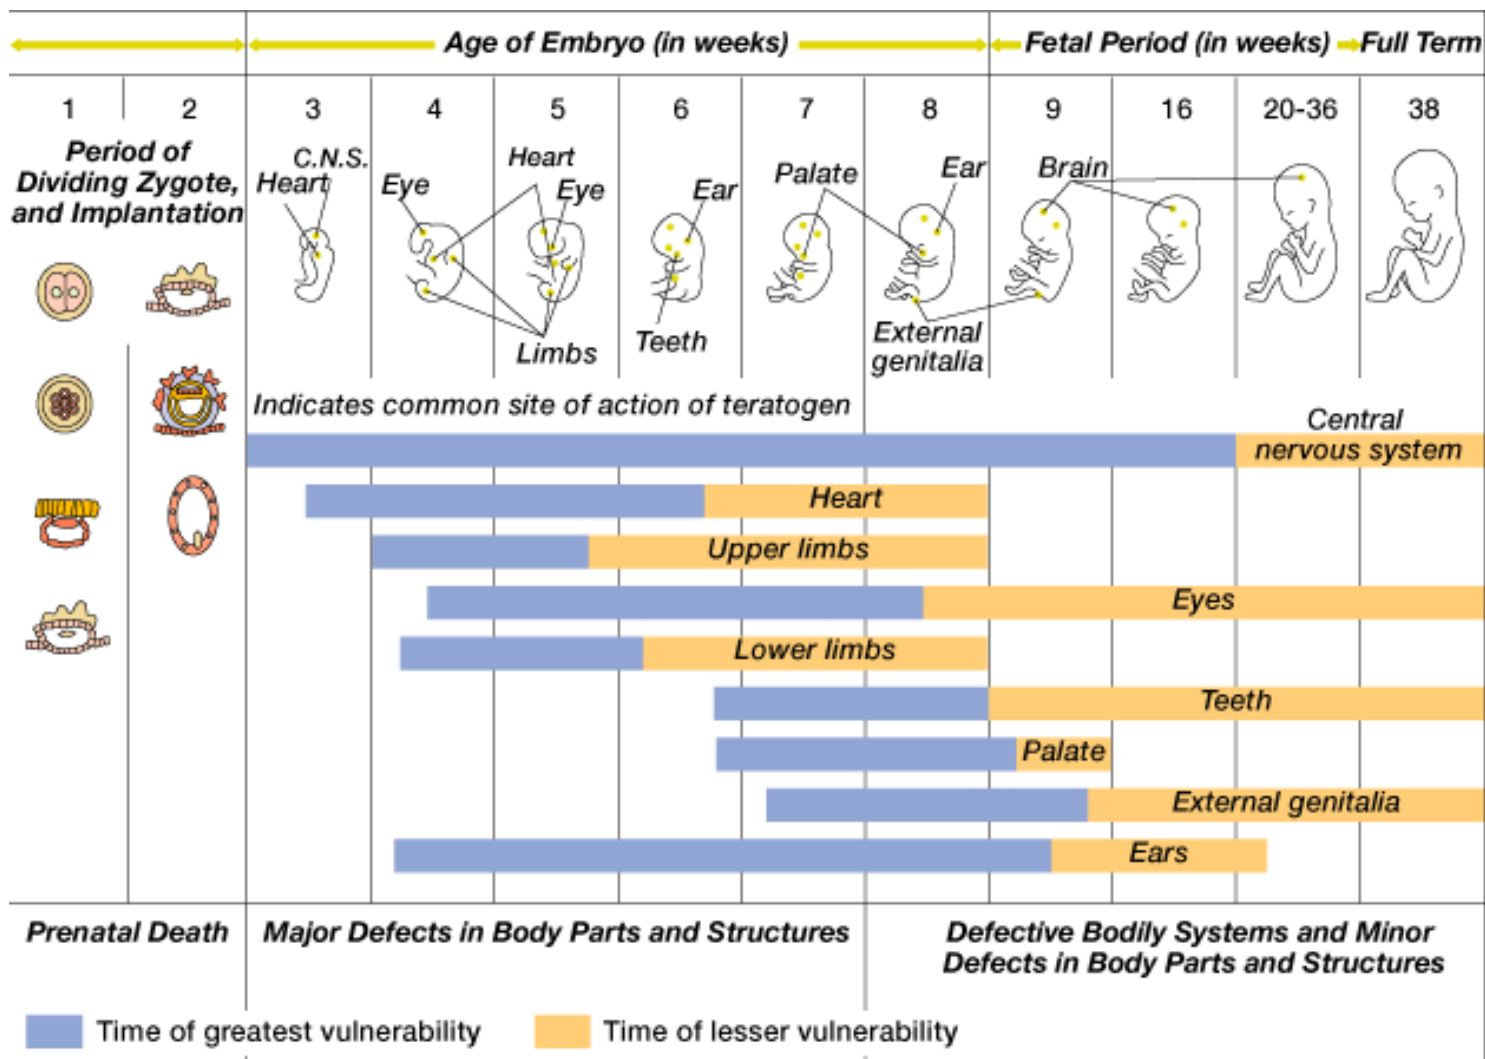 Age of Embryo (in weeks)
Fetal Period (in weeks)
Full Term
1
2
3
4
5
6
7
8
9
16
20-36
38
Period of
Dividing Zygote,
and Implantation
C.N.S.
Heart
Eye
Heart
Eye
Limbs
Ear
Teeth
Palate
Ear
External
genitalia
Brain
Indicates common site of action of teratogen
Central
nervous system
Heart
Upper limbs
Eyes
Lower limbs
Teeth
Palate
External genitalia
Ears
Prenatal Death
Major Defects in Body Parts and Structures
Defective Bodily Systems and Minor
Defects in Body Parts and Structures
Time of greatest vulnerability
Time of lesser vulnerability